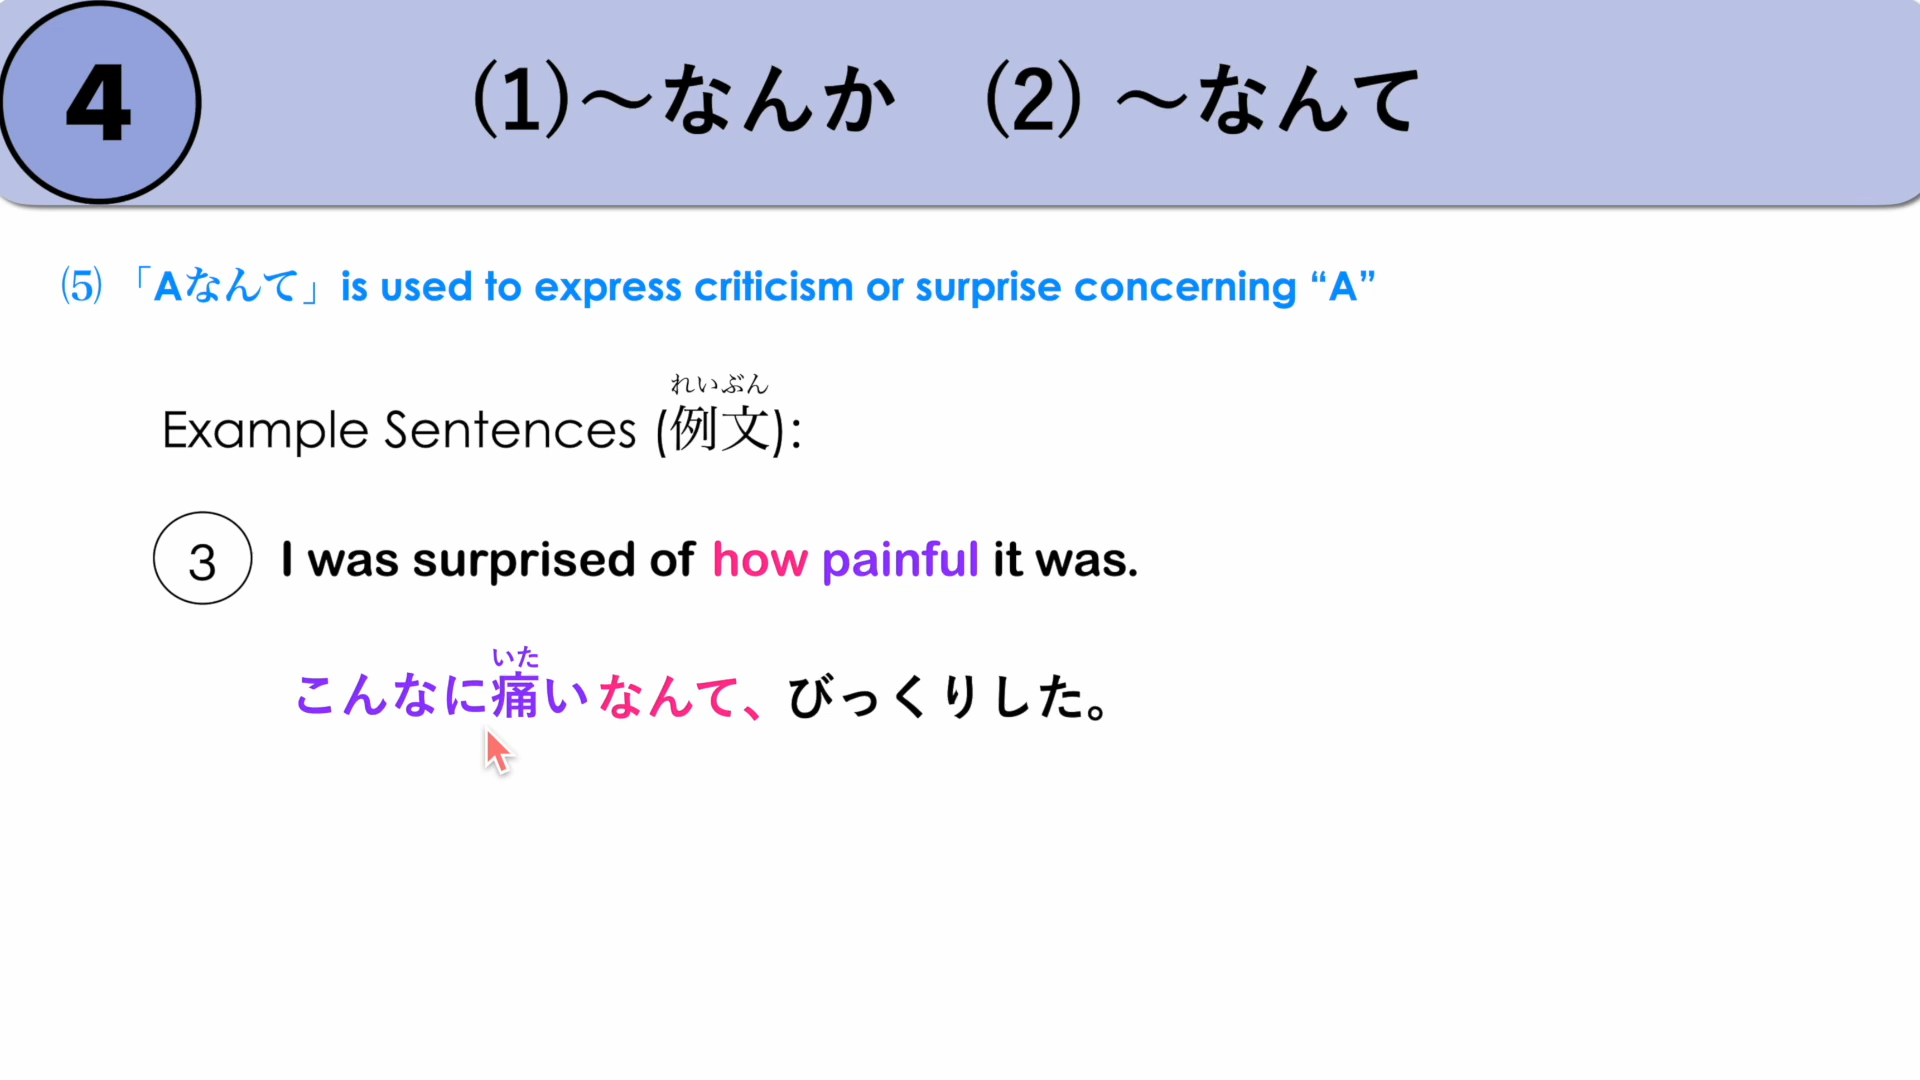 4
(1)〜なんか (2) 〜なんて
(5) 「Aなんて」is used to express criticism or surprise concerning “A”
れいぶん
Example Sentences (例文):
3 I was surprised of how painful it was.
いた
こんなに痛いなんて、びっくりした。